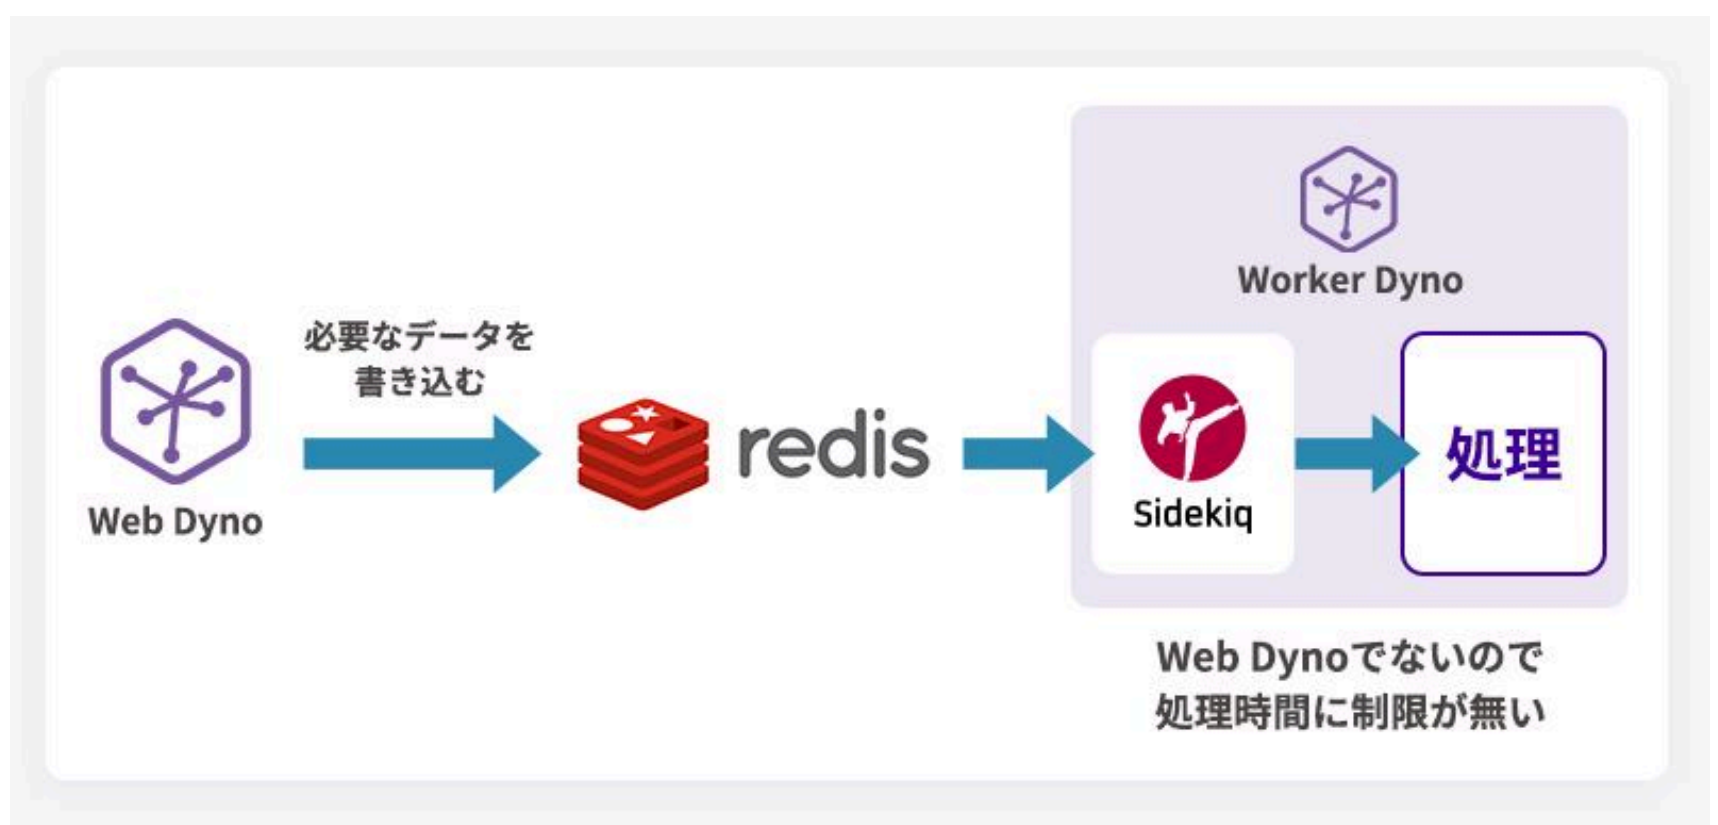 必要なデータを
書き込む
Web Dyno
redis
Worker Dyno
Sidekiq
処理
Web Dynoでないので
処理時間に制限が無い